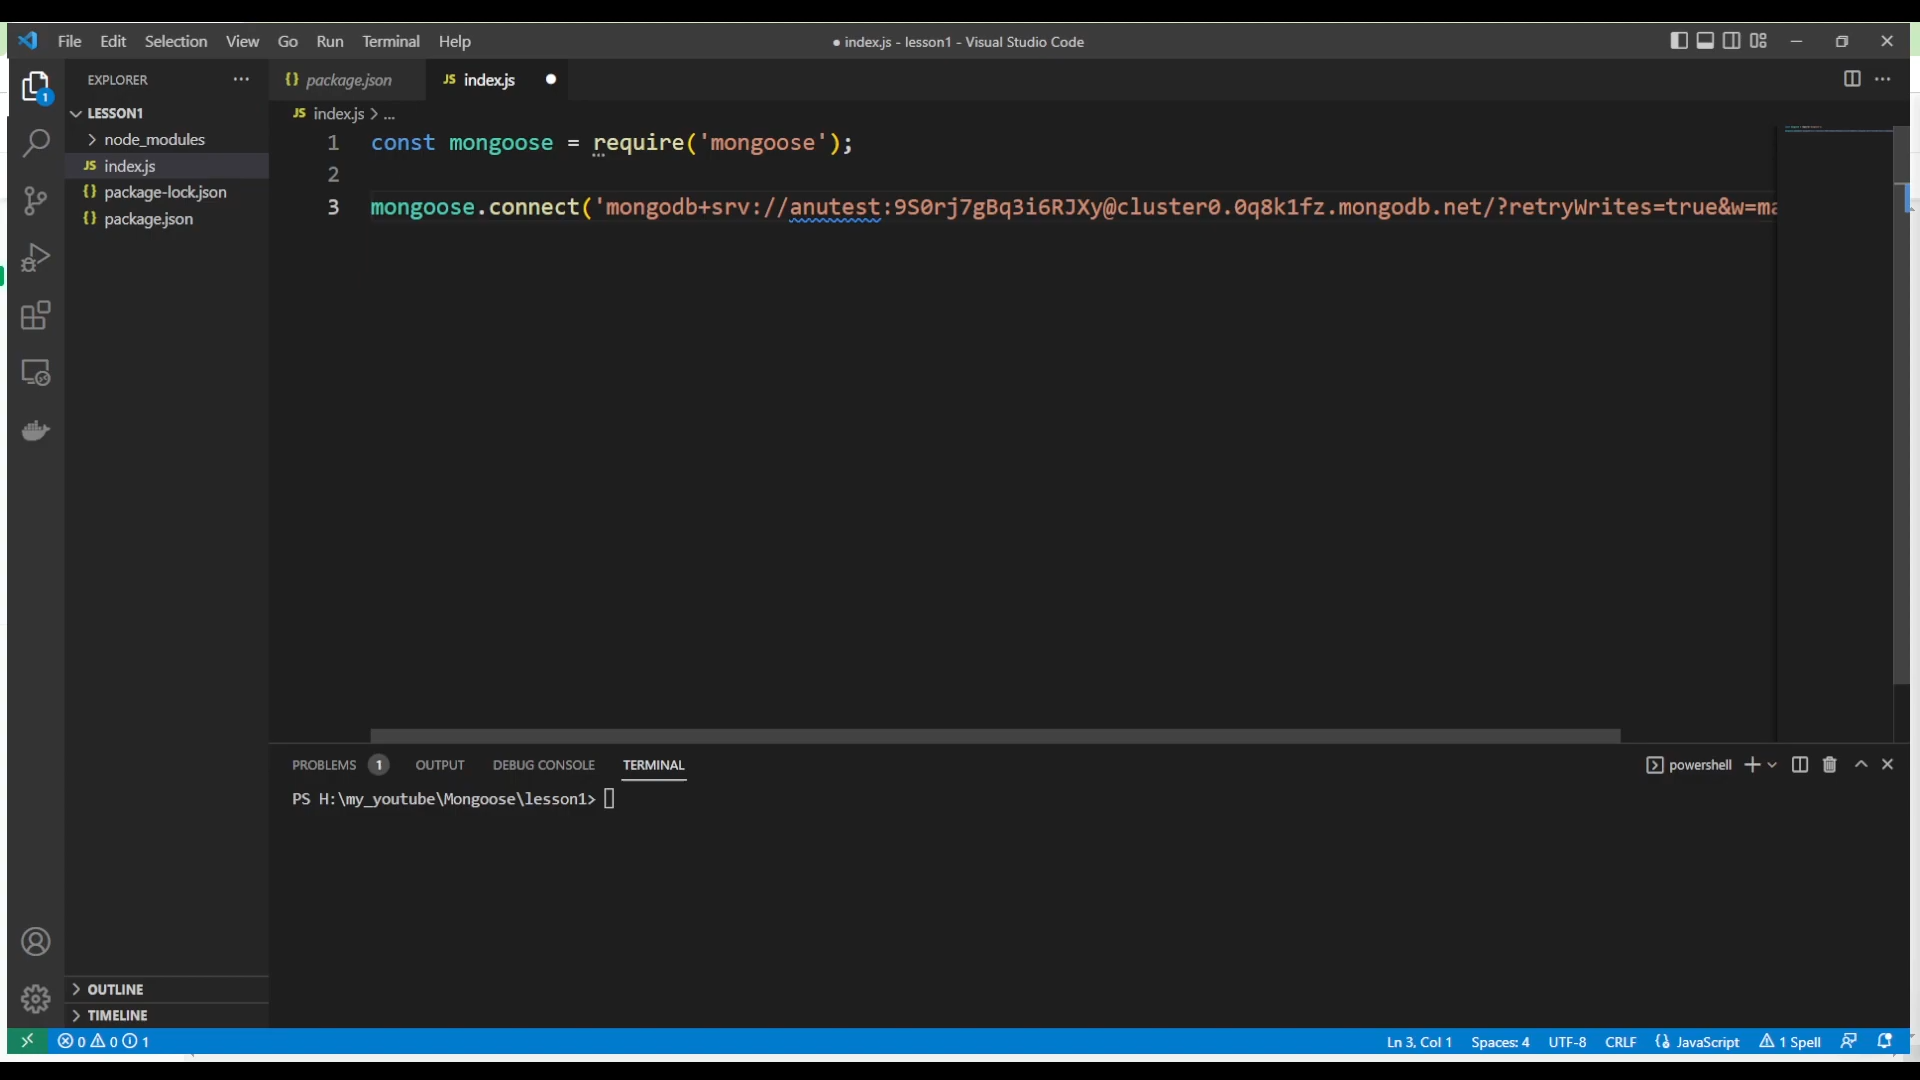 File Edit Selection View Go Run Terminal Help
● index.js - lesson1 - Visual Studio Code
EXPLORER
1
LESSON1
node_modules
JS index.js
{} package-lock.json
{} package.json
OUTLINE
TIMELINE
{} package.json
JS index.js
JS index.js > ...
1 const mongoose = require('mongoose');
2
3 mongoose.connect('mongodb+srv://anutest:9S0rj7gBq3i6RJXy@cluster0.0q8k1fz.mongodb.net/?retryWrites=true&w=ma
PROBLEMS 1 OUTPUT DEBUG CONSOLE TERMINAL
powershell
PS H:\my_youtube\Mongoose\lesson1>
0 0 1
Ln 3, Col 1 Spaces: 4 UTF-8 CRLF {} JavaScript 1 Spell